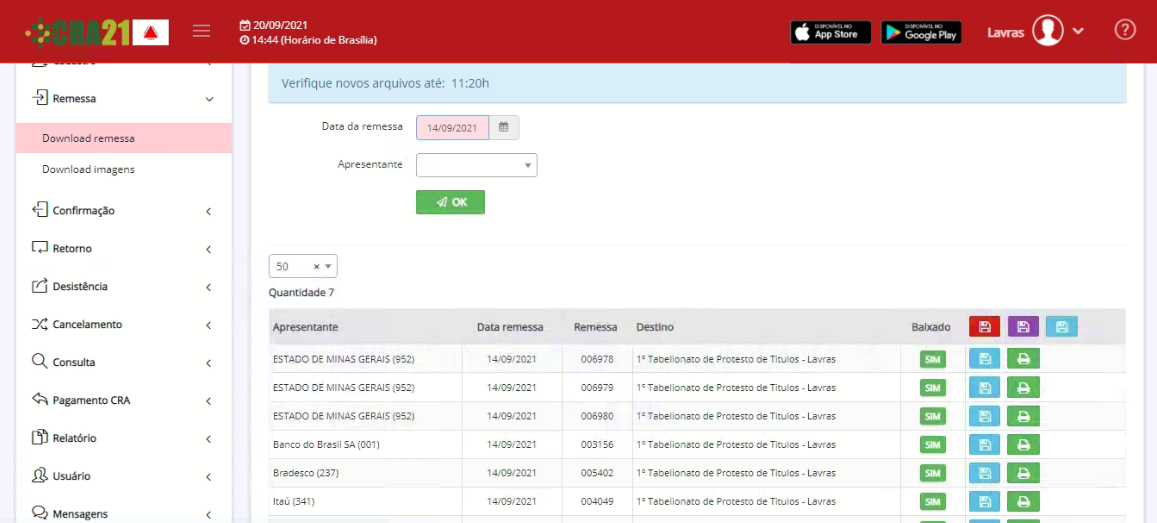 CRA21
20/09/2021
14:44 (Horário de Brasília)
DISPONÍVEL NO
App Store
DISPONÍVEL NO
Google Play
Lavras
?
Cadastro
Remessa
Download remessa
Download imagens
Confirmação
Retorno
Desistência
Cancelamento
Consulta
Pagamento CRA
Relatório
Usuário
Mensagens
Verifique novos arquivos até: 11:20h
Data da remessa 14/09/2021
Apresentante
OK
50 ×
Quantidade 7
Apresentante Data remessa Remessa Destino Baixado
ESTADO DE MINAS GERAIS (952) 14/09/2021 006978 1º Tabelionato de Protesto de Titulos - Lavras SIM
ESTADO DE MINAS GERAIS (952) 14/09/2021 006979 1º Tabelionato de Protesto de Titulos - Lavras SIM
ESTADO DE MINAS GERAIS (952) 14/09/2021 006980 1º Tabelionato de Protesto de Titulos - Lavras SIM
Banco do Brasil SA (001) 14/09/2021 003156 1º Tabelionato de Protesto de Titulos - Lavras SIM
Bradesco (237) 14/09/2021 005402 1º Tabelionato de Protesto de Titulos - Lavras SIM
Itaú (341) 14/09/2021 004049 1º Tabelionato de Protesto de Titulos - Lavras SIM